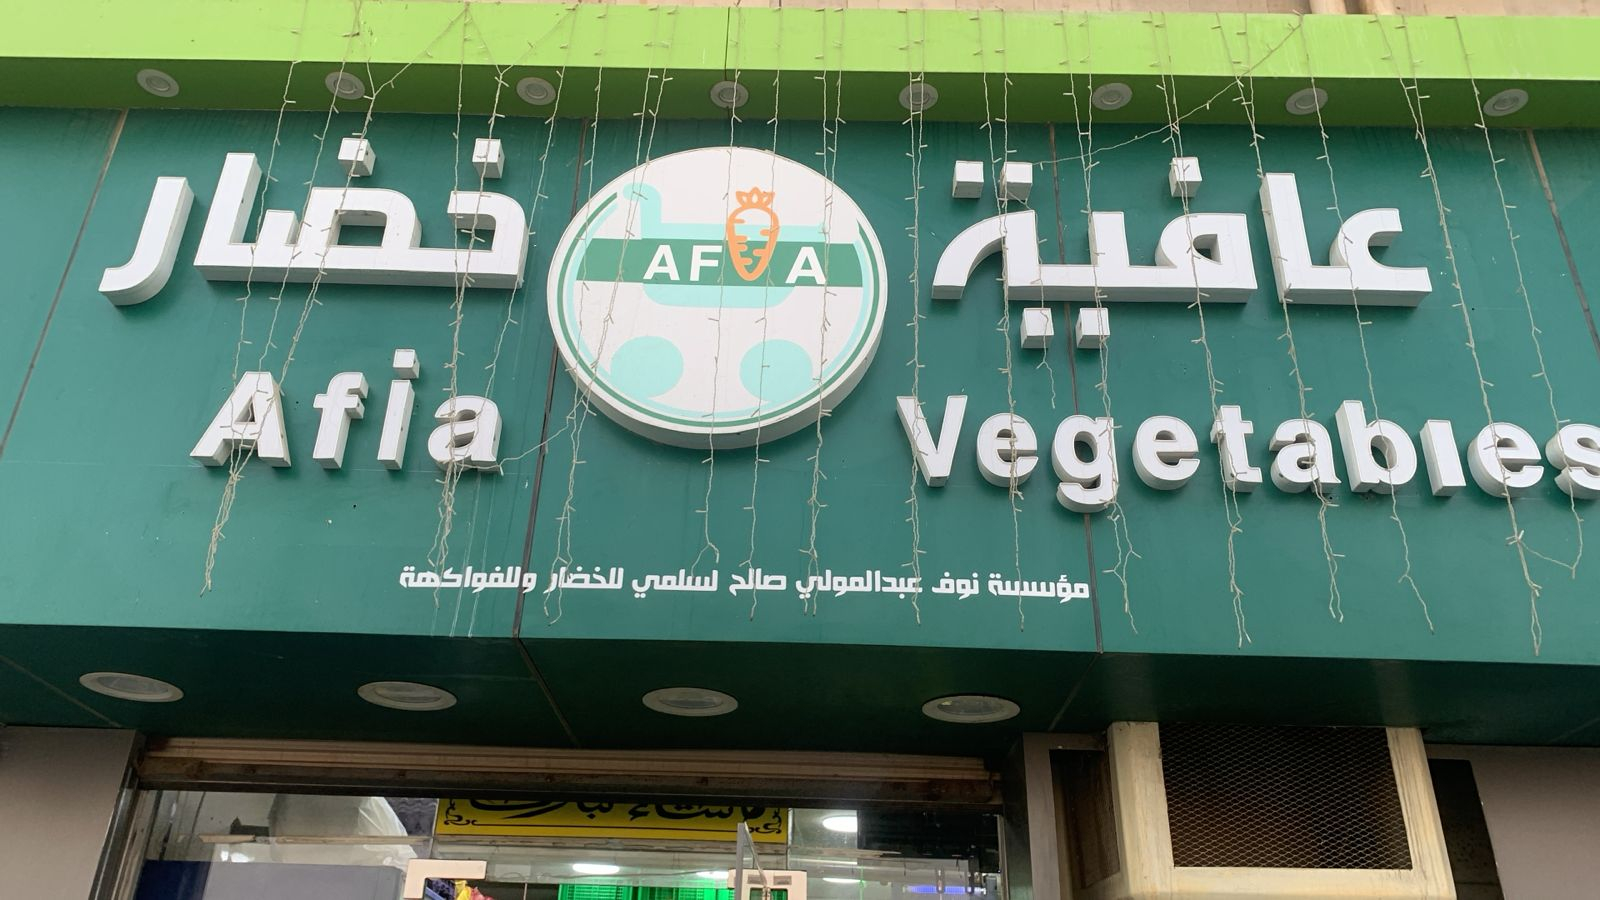 خضار عافية
AFIA
Afia Vegetables
مؤسسة نوف عبدالمولي صالح لسلمي للخضار وللفواكهة